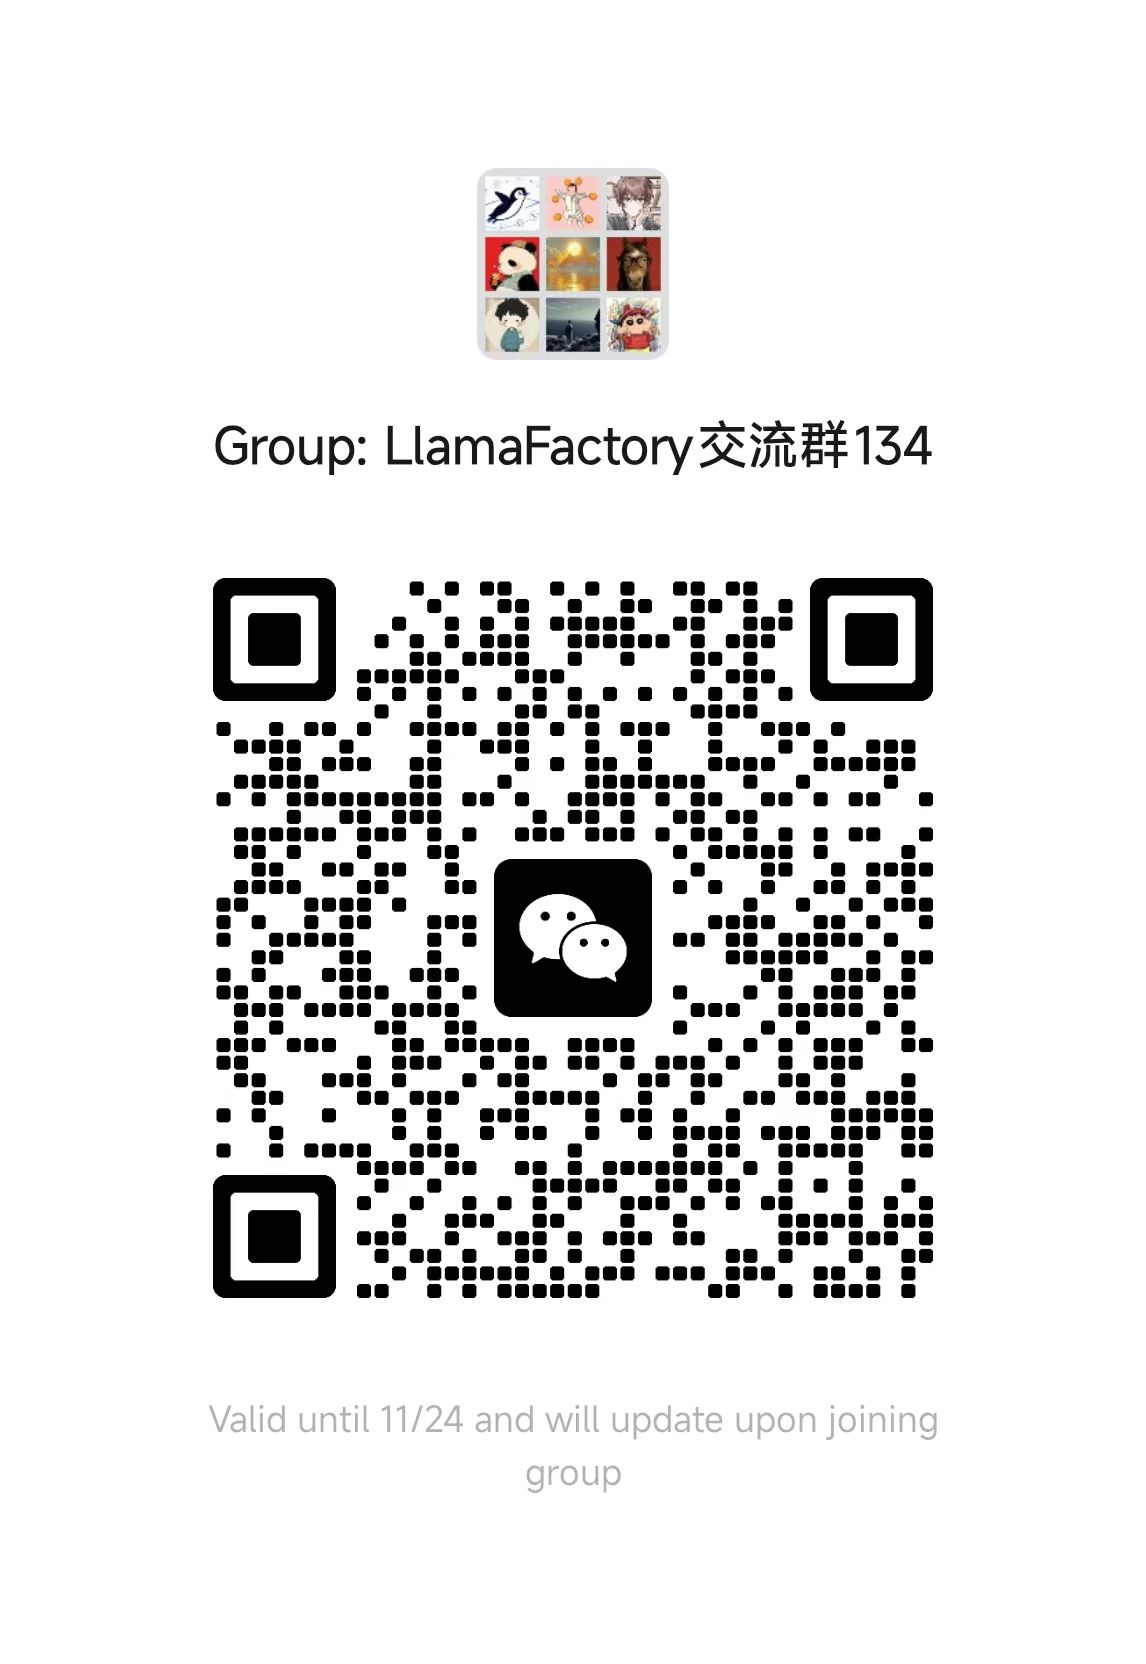 Group: LlamaFactory交流群134
Valid until 11/24 and will update upon joining
group